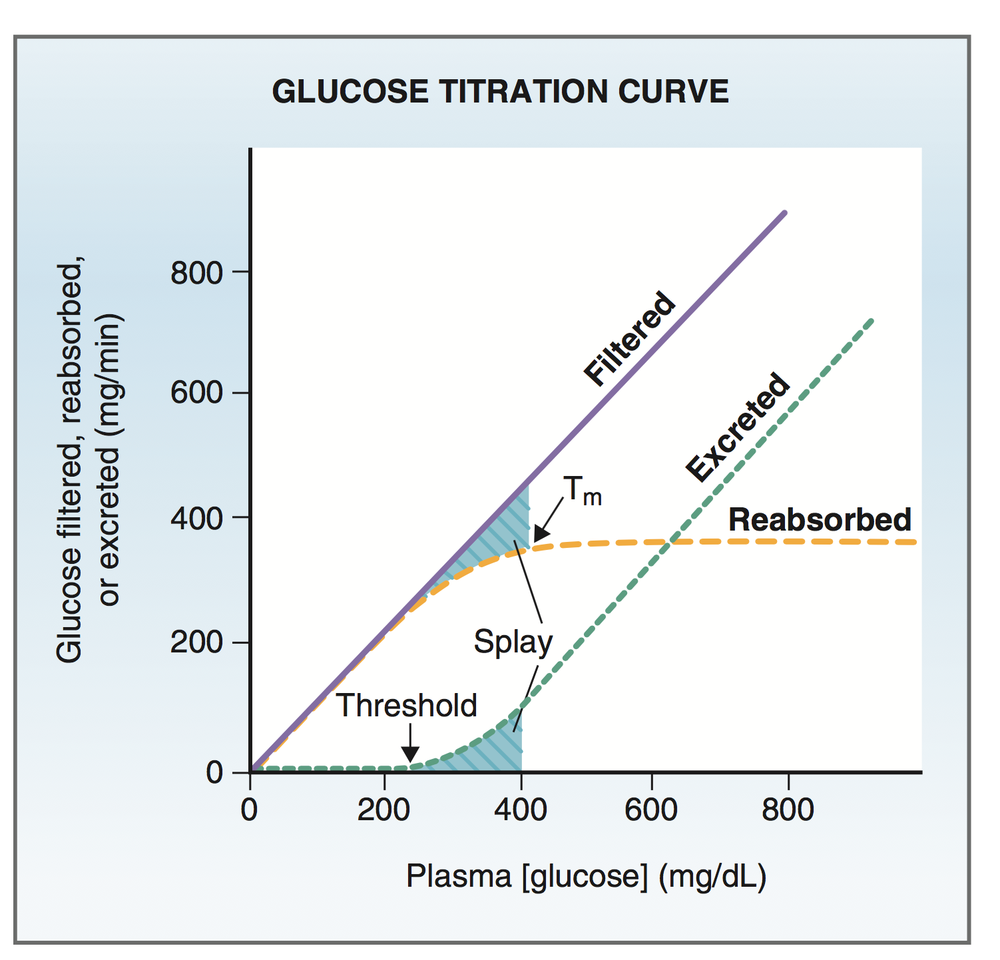 GLUCOSE TITRATION CURVE
Glucose filtered, reabsorbed,
or excreted (mg/min)
800
600
400
200
0
Filtered
Excreted
Tm
Reabsorbed
Splay
Threshold
0 200 400 600 800
Plasma [glucose] (mg/dL)